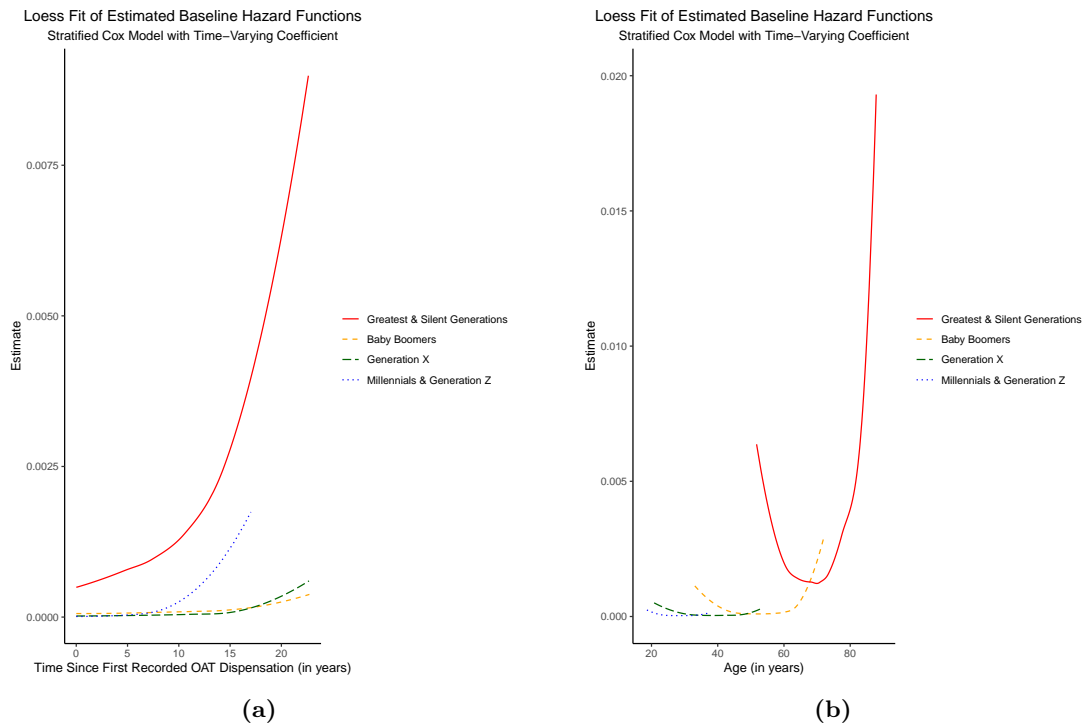 Loess Fit of Estimated Baseline Hazard Functions
Stratified Cox Model with Time−Varying Coefficient
0.0075
0.0050
0.0025
0.0000
Estimate
0
5
10
15
20
Time Since First Recorded OAT Dispensation (in years)
Greatest & Silent Generations
Baby Boomers
Generation X
Millennials & Generation Z
(a)
Loess Fit of Estimated Baseline Hazard Functions
Stratified Cox Model with Time−Varying Coefficient
0.020
0.015
0.010
0.005
0.000
Estimate
20
40
60
80
Age (in years)
Greatest & Silent Generations
Baby Boomers
Generation X
Millennials & Generation Z
(b)